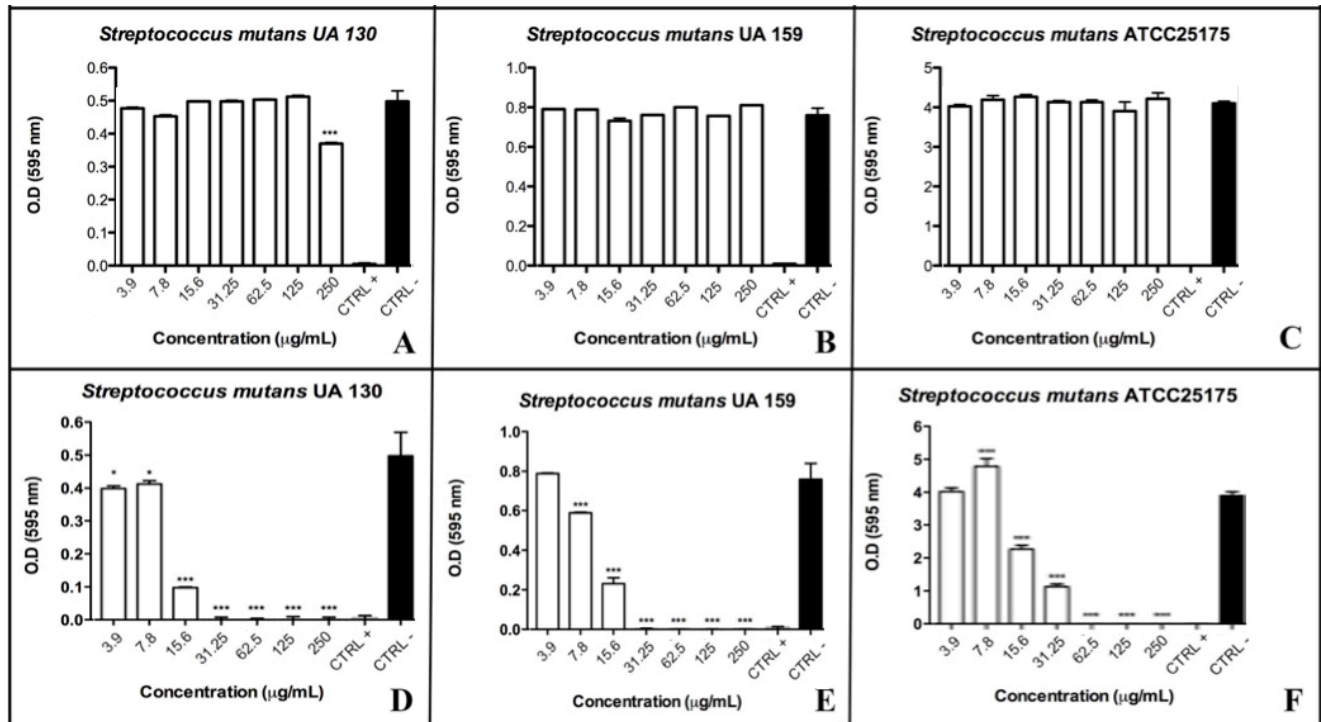 Streptococcus mutans UA 130
O.D (595 nm)
0.6
0.5
0.4
0.3
0.2
0.1
0.0
***
3.9 7.8 15.6 31.25 62.5 125 250 CTRL + CTRL -
Concentration (µg/mL)
A
Streptococcus mutans UA 159
O.D (595 nm)
1.0
0.8
0.6
0.4
0.2
0.0
3.9 7.8 15.6 31.25 62.5 125 250 CTRL + CTRL -
Concentration (µg/mL)
B
Streptococcus mutans ATCC25175
O.D (595 nm)
5
4
3
2
1
0
3.9 7.8 15.6 31.25 62.5 125 250 CTRL + CTRL -
Concentration (µg/mL)
C
Streptococcus mutans UA 130
O.D (595 nm)
0.6
0.5
0.4
0.3
0.2
0.1
0.0
* * *** *** *** *** ***
3.9 7.8 15.6 31.25 62.5 125 250 CTRL + CTRL -
Concentration (µg/mL)
D
Streptococcus mutans UA 159
O.D (595 nm)
1.0
0.8
0.6
0.4
0.2
0.0
*** *** *** *** *** ***
3.9 7.8 15.6 31.25 62.5 125 250 CTRL + CTRL -
Concentration (µg/mL)
E
Streptococcus mutans ATCC25175
O.D (595 nm)
6
5
4
3
2
1
0
*** *** *** *** *** ***
3.9 7.8 15.6 31.25 62.5 125 250 CTRL + CTRL -
Concentration (µg/mL)
F